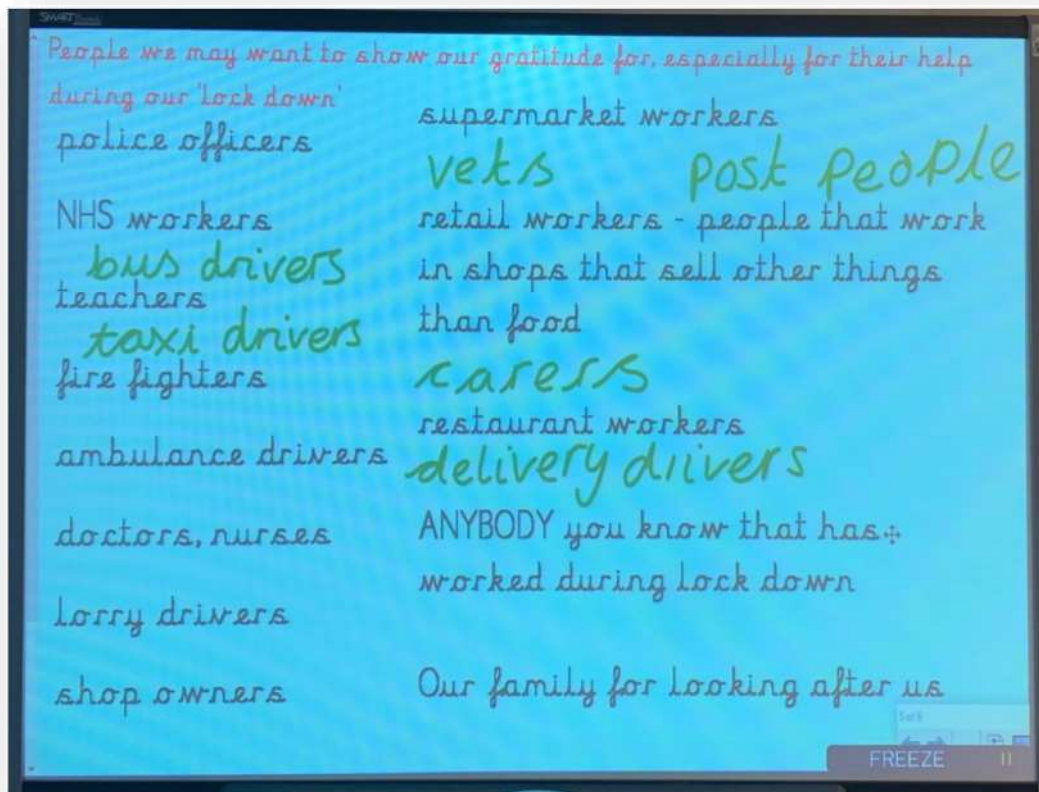 SMART
People we may want to show our gratitude for, especially for their help
during our 'lock down'
police officers
NHS workers
bus drivers
teachers
taxi drivers
fire fighters
ambulance drivers
doctors, nurses
lorry drivers
shop owners
supermarket workers
vets post people
retail workers - people that work
in shops that sell other things
than food
carers
restaurant workers
delivery drivers
ANYBODY you know that has
worked during lock down
Our family for looking after us
FREEZE